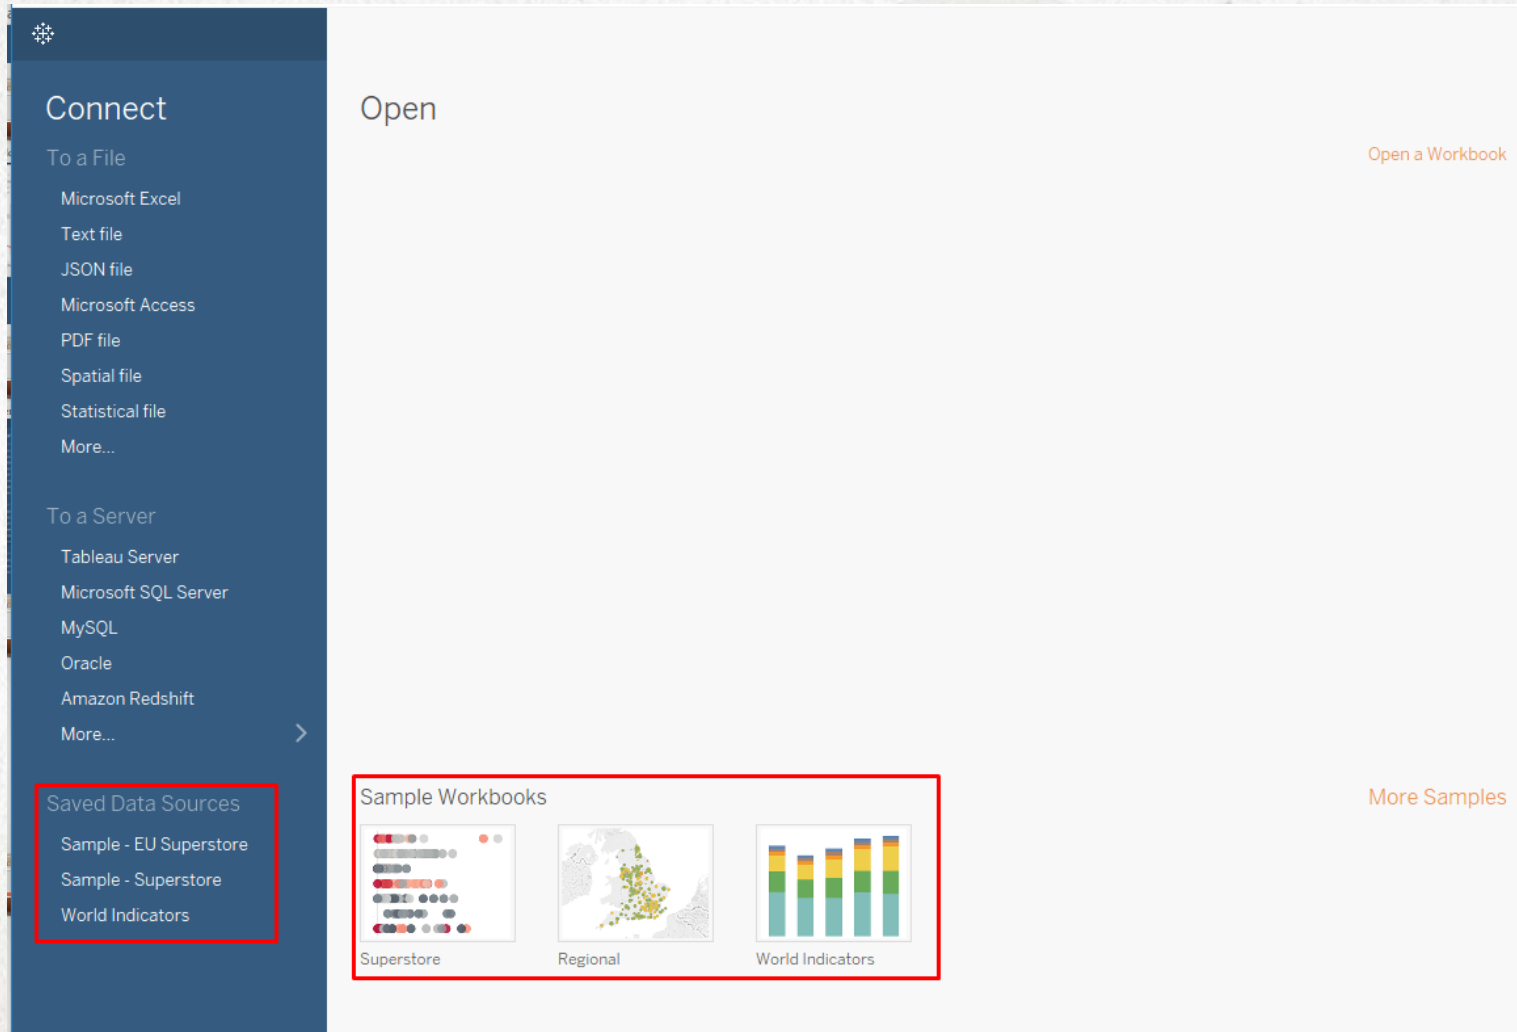 Connect
To a File
Microsoft Excel
Text file
JSON file
Microsoft Access
PDF file
Spatial file
Statistical file
More...
To a Server
Tableau Server
Microsoft SQL Server
MySQL
Oracle
Amazon Redshift
More...
Saved Data Sources
Sample - EU Superstore
Sample - Superstore
World Indicators
Open
Open a Workbook
Sample Workbooks
More Samples
Superstore
Regional
World Indicators